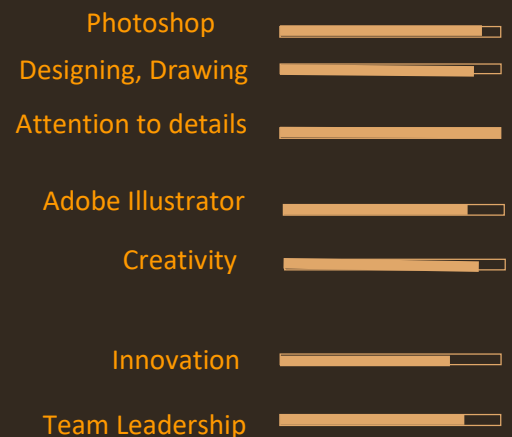 Photoshop
Designing, Drawing
Attention to details
Adobe Illustrator
Creativity
Innovation
Team Leadership